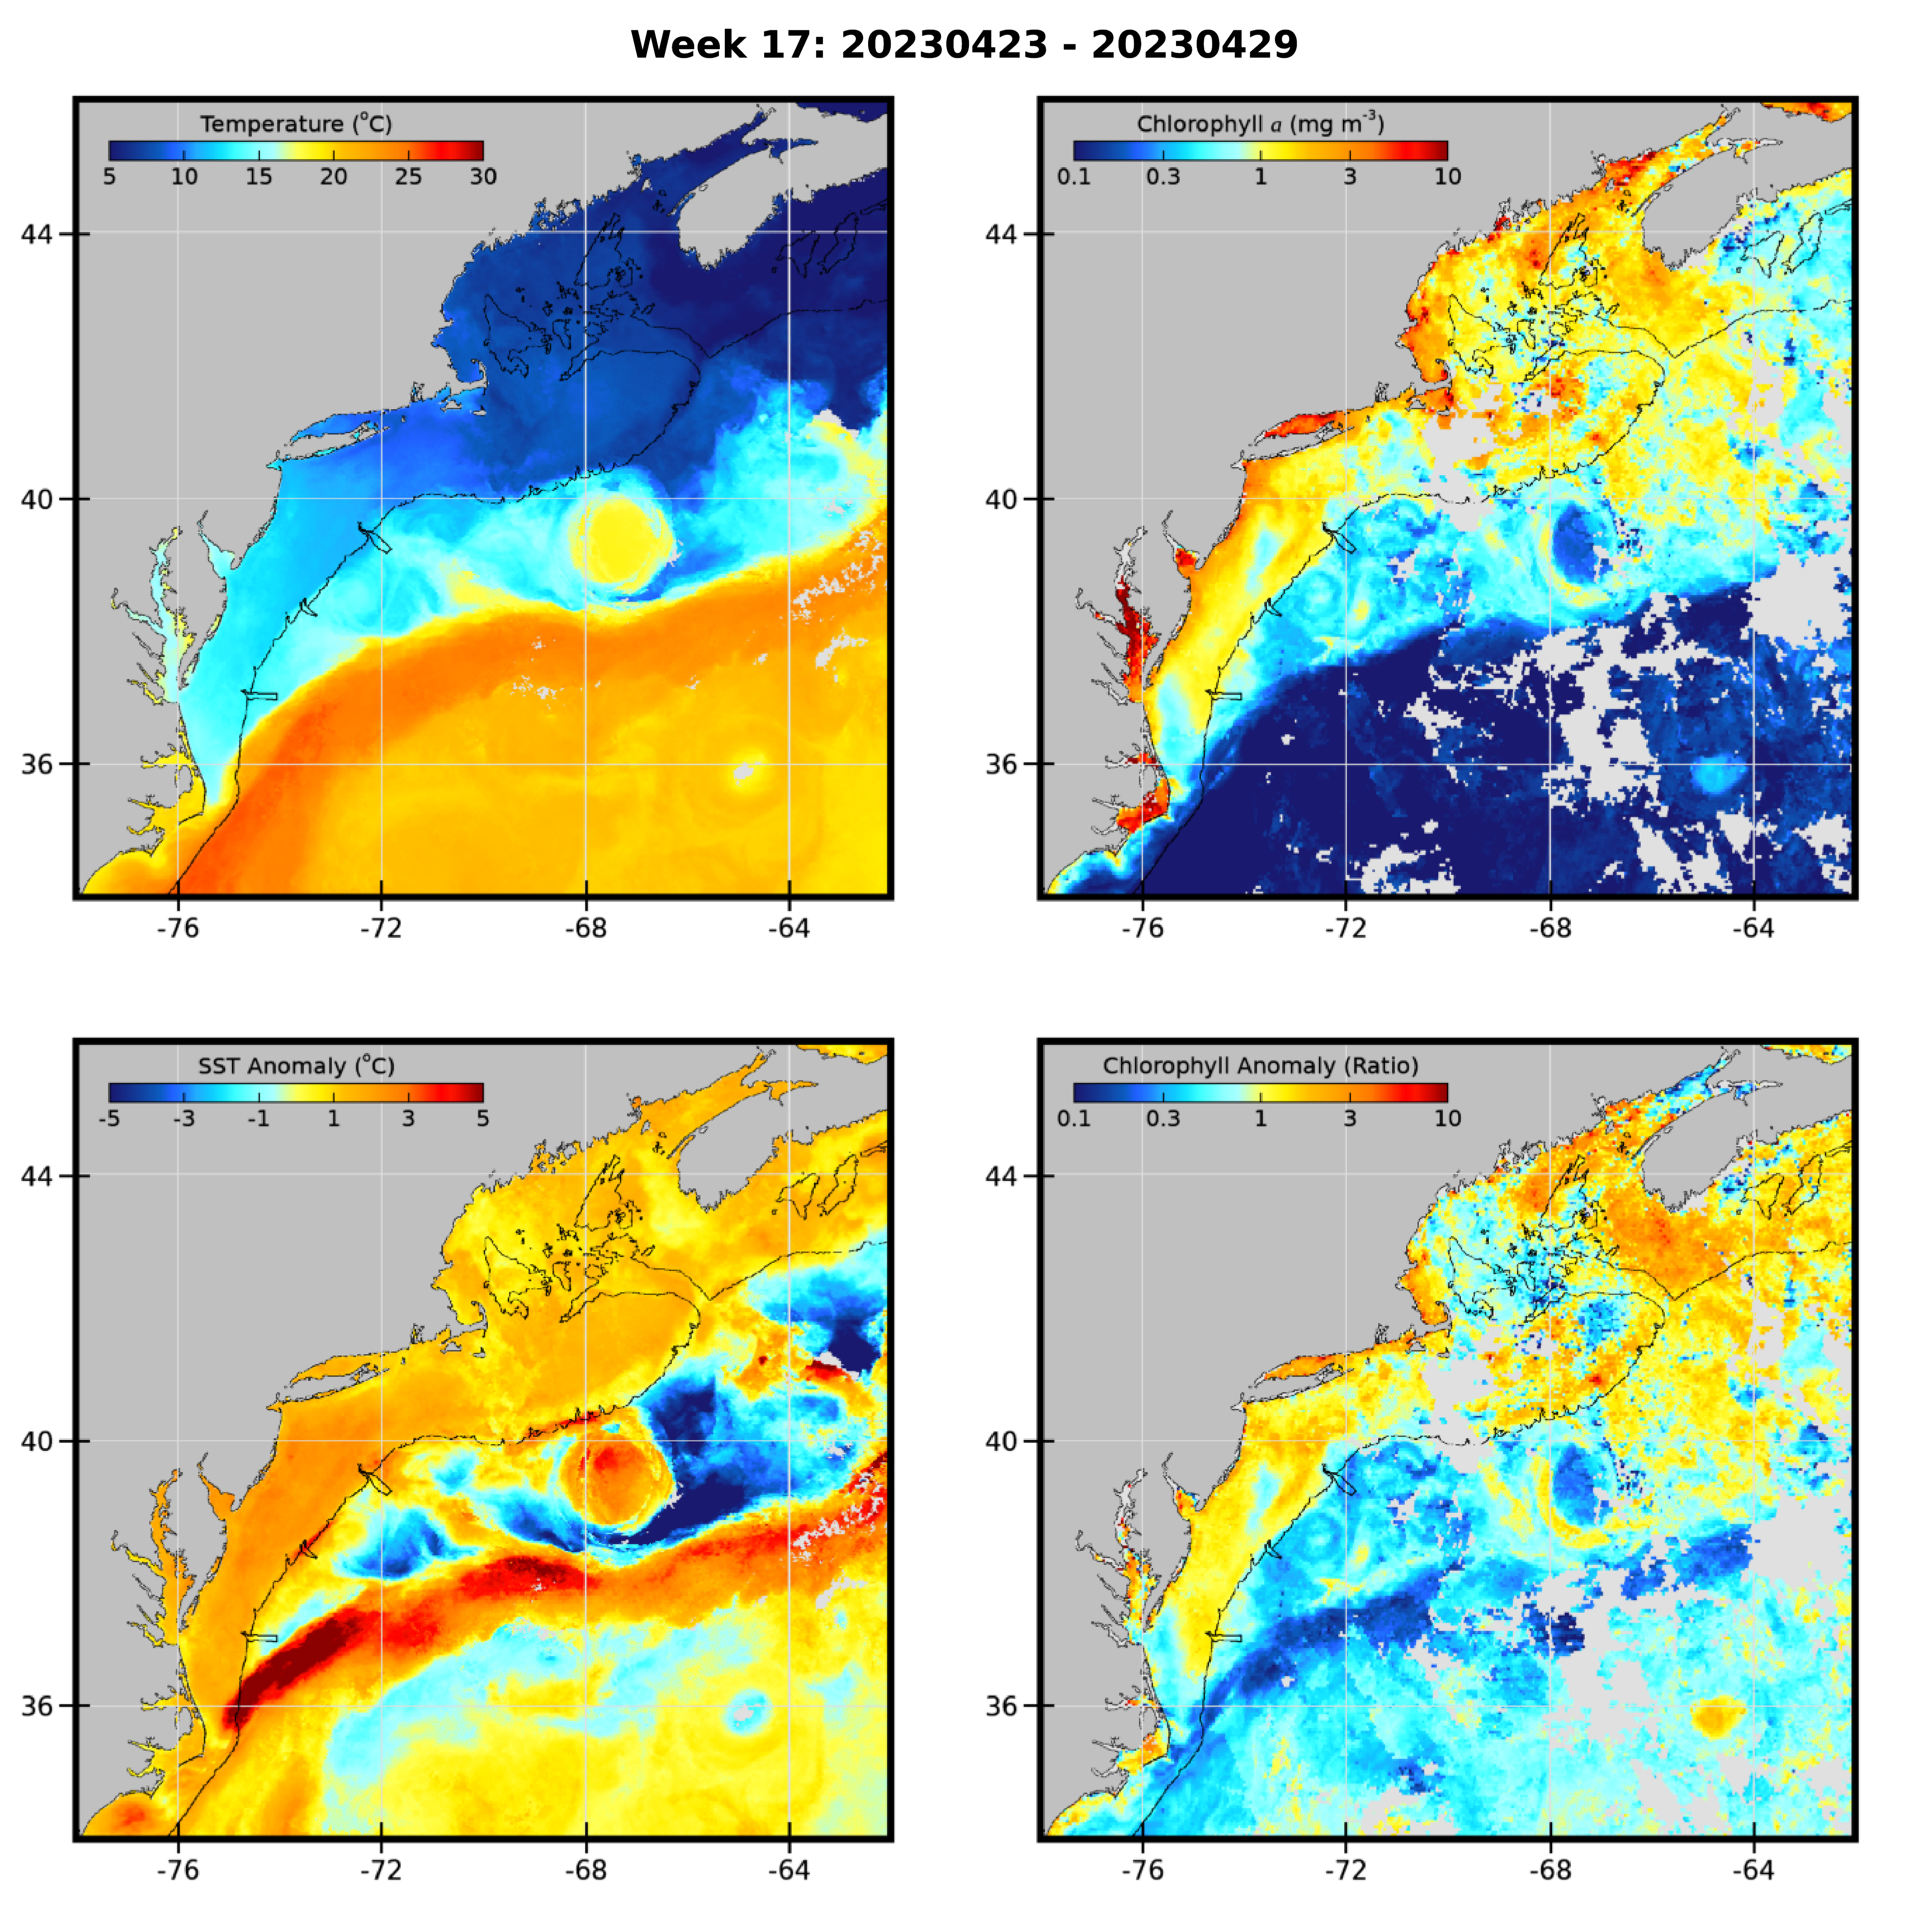 Week 17: 20230423 - 20230429
Temperature (°C)
5 10 15 20 25 30
44
40
36
-76 -72 -68 -64
Chlorophyll a (mg m⁻³)
0.1 0.3 1 3 10
44
40
36
-76 -72 -68 -64
SST Anomaly (°C)
-5 -3 -1 1 3 5
44
40
36
-76 -72 -68 -64
Chlorophyll Anomaly (Ratio)
0.1 0.3 1 3 10
44
40
36
-76 -72 -68 -64